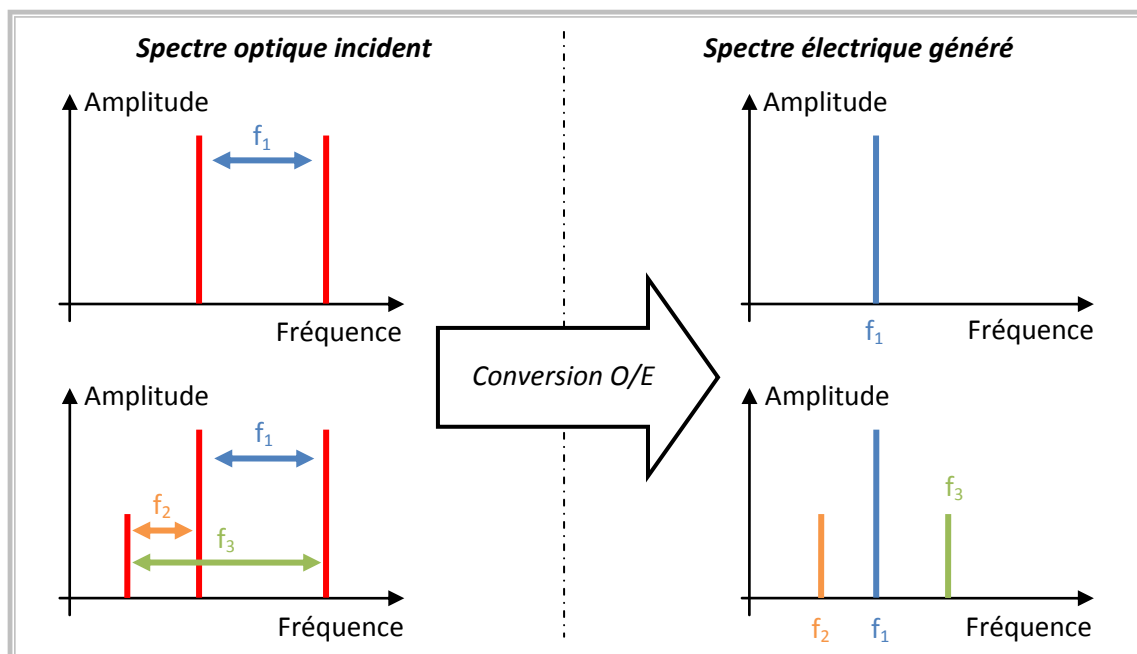 Spectre optique incident
Spectre électrique généré
Amplitude
f₁
Fréquence
Amplitude
f₁
Fréquence
Conversion O/E
Amplitude
f₁
f₂
f₃
Fréquence
Amplitude
f₃
f₂
f₁
Fréquence